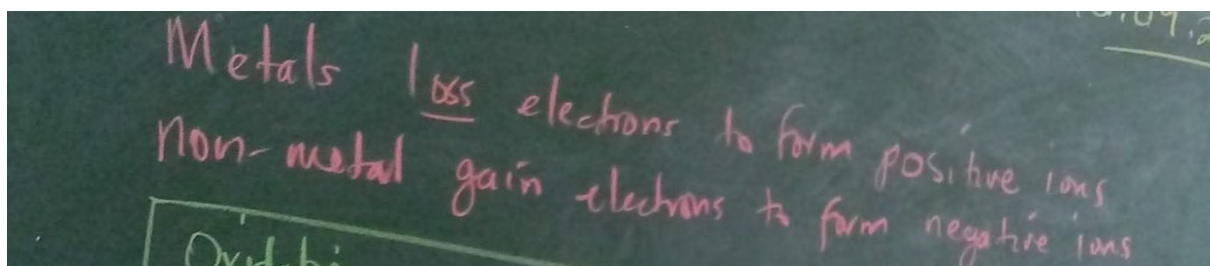 Metals loss electrons to form positive ions
non-metal gain electrons to form negative ions